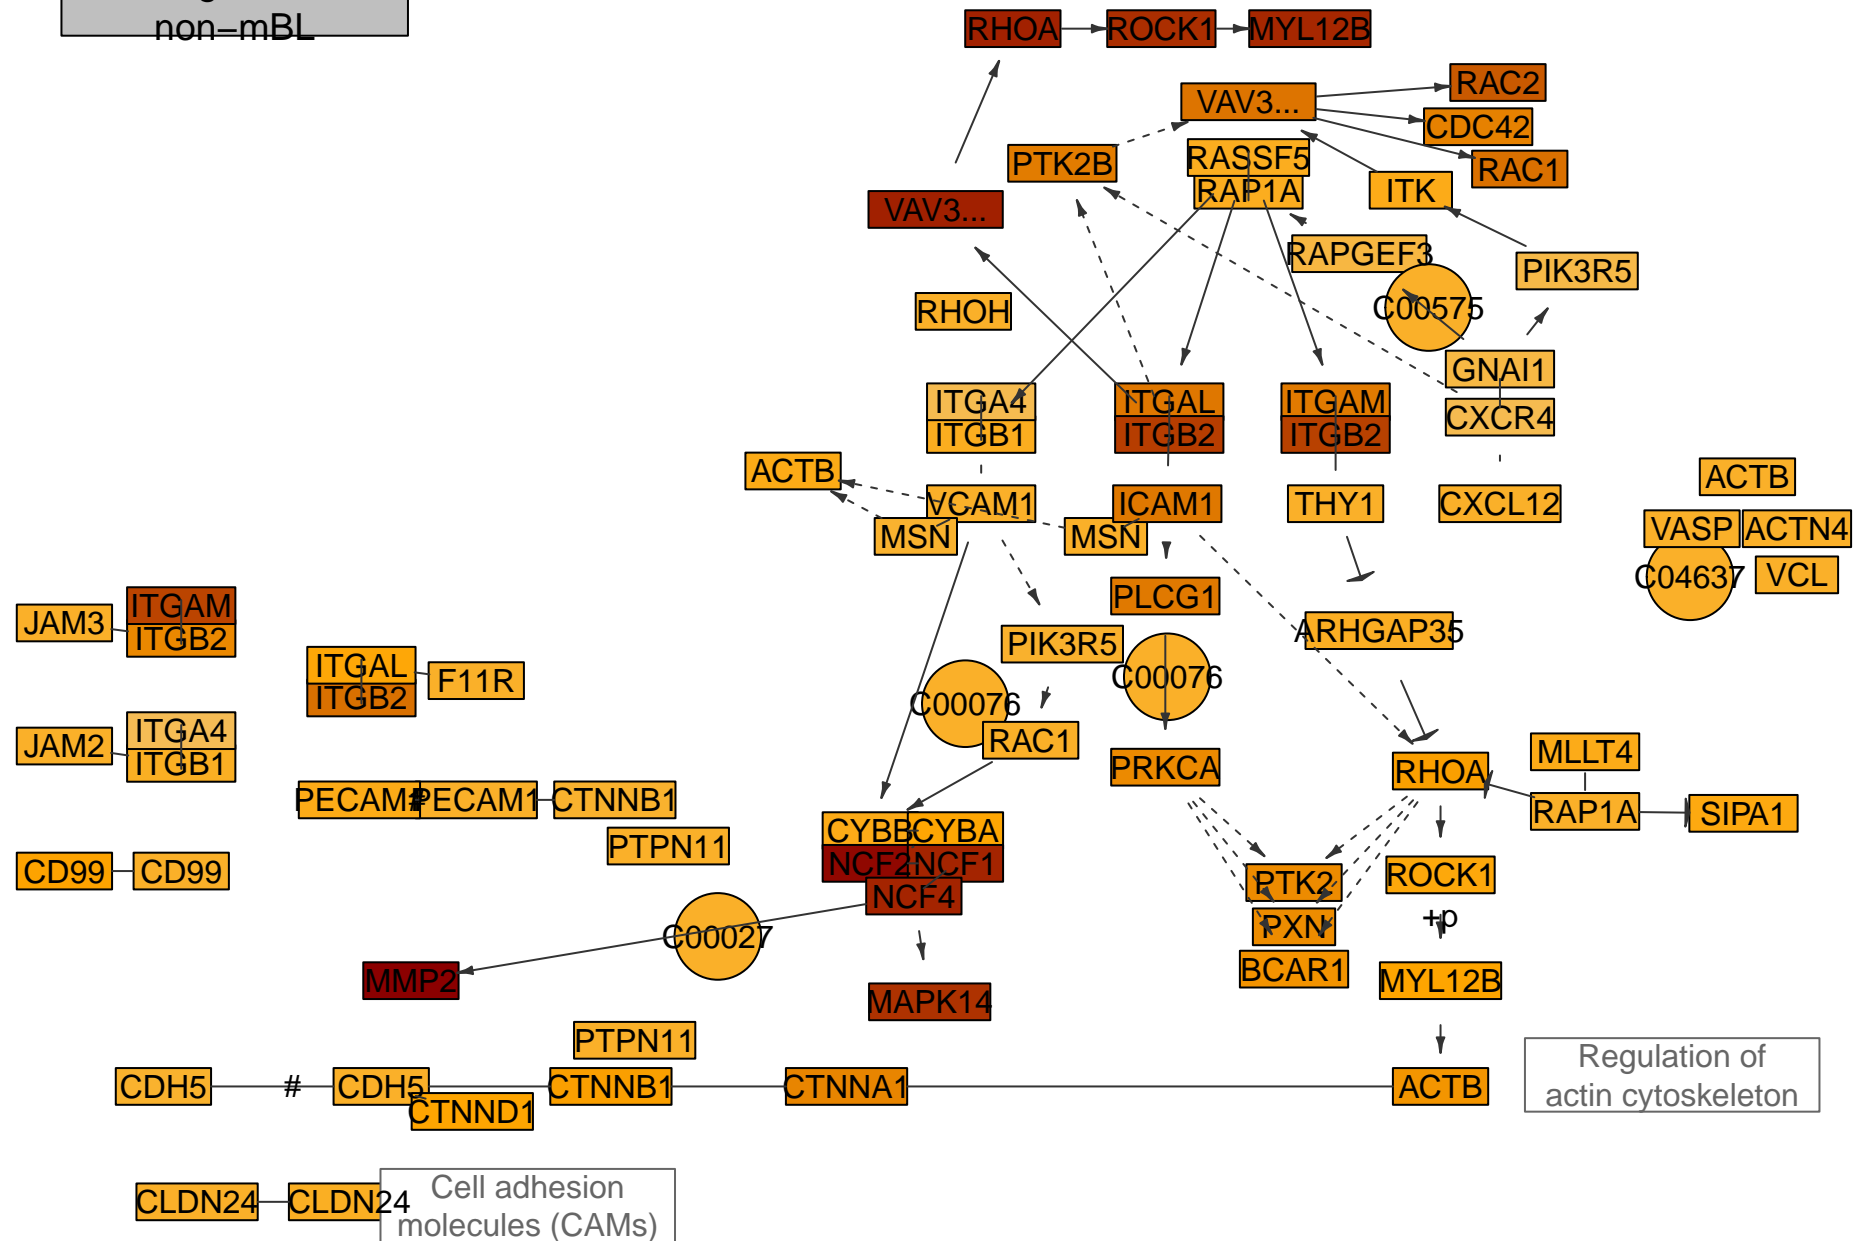 non−mBL
RHOA
ROCK1
MYL12B
RAC2
VAV3...
CDC42
PTK2B
RASSF5
RAC1
RAP1A
ITK
VAV3...
RAPGEF3
PIK3R5
RHOH
C00575
GNAI1
ITGA4
ITGAL
ITGAM
CXCR4
ITGB1
ITGB2
ITGB2
ACTB
ACTB
VCAM1
ICAM1
THY1
CXCL12
MSN
MSN
VASP
ACTN4
C04637
VCL
PLCG1
ITGAM
JAM3
ITGB2
ARHGAP35
PIK3R5
ITGAL
F11R
C00076
ITGB2
C00076
JAM2
ITGA4
RAC1
ITGB1
PRKCA
RHOA
MLLT4
PECAM1
#
PECAM1
CTNNB1
RAP1A
SIPA1
CYBB
CYBA
PTPN11
NCF2
NCF1
CD99
CD99
NCF4
PTK2
ROCK1
+p
C00027
PXN
BCAR1
MMP2
MYL12B
MAPK14
PTPN11
CDH5
#
CDH5
CTNNB1
CTNNA1
ACTB
CTNND1
Regulation of
actin cytoskeleton
CLDN24
CLDN24
Cell adhesion
molecules (CAMs)